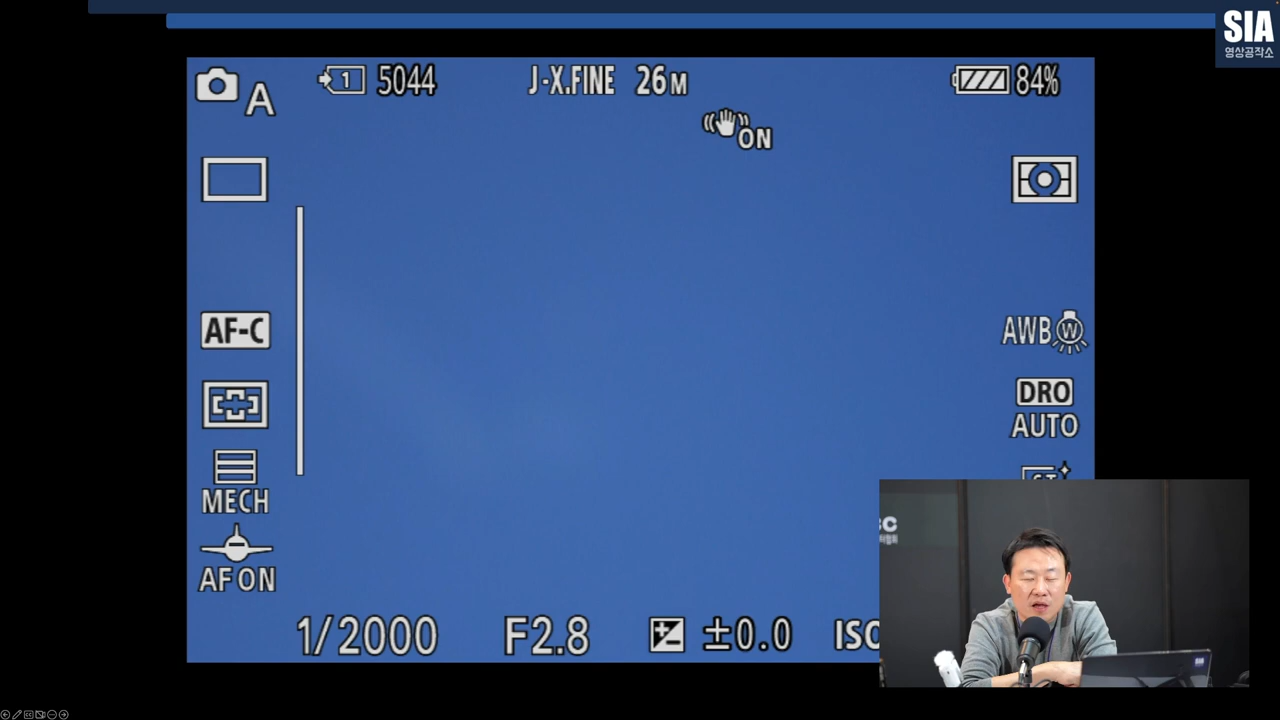 SIA
영상공작소
A
1 5044
J-X.FINE 26M
84%
ON
AF-C
AWB W
DRO
AUTO
MECH
AF ON
1/2000 F2.8 ±0.0 ISO